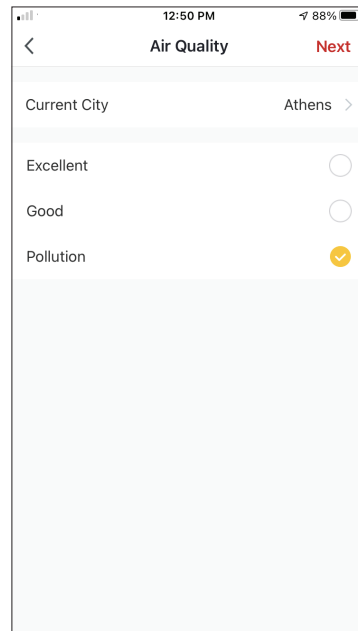 12:50 PM 88%
Air Quality Next
Current City Athens
Excellent
Good
Pollution